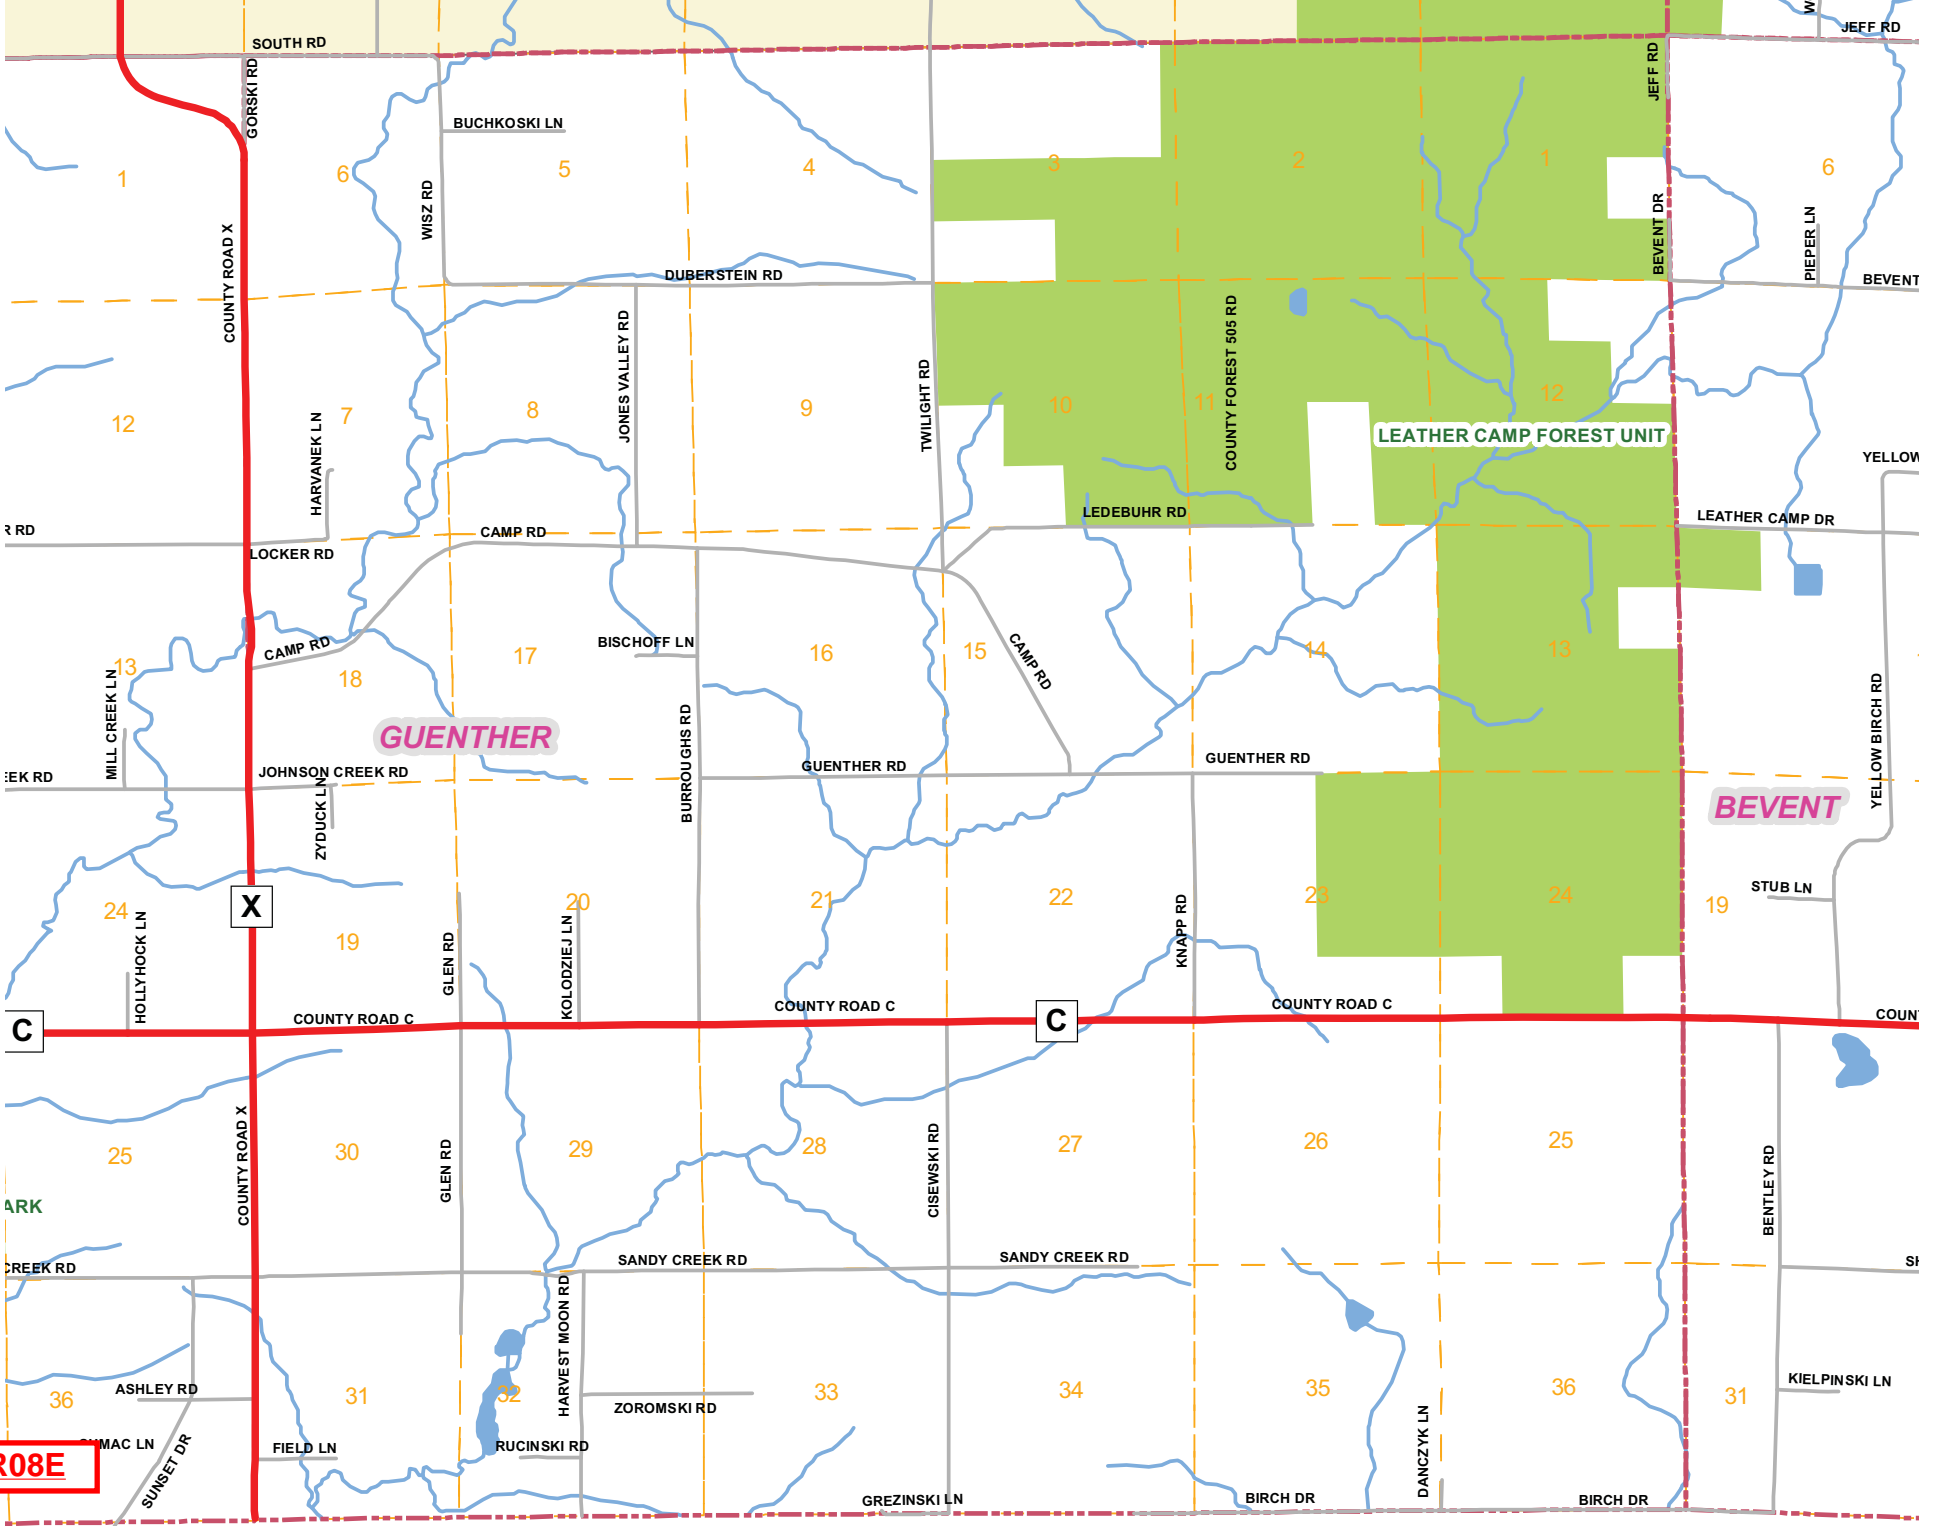 W
JEFF RD
SOUTH RD
GORSKI RD
JEFF RD
BUCHKOSKI LN
1
6
5
4
3
2
1
6
WISZ RD
COUNTY ROAD X
BEVENT DR
PIEPER LN
DUBERSTEIN RD
BEVENT
JONES VALLEY RD
TWILIGHT RD
COUNTY FOREST 505 RD
12
7
8
9
10
11
12
HARVANEK LN
LEATHER CAMP FOREST UNIT
YELLOW
R RD
LOCKER RD
CAMP RD
LEDEBUHR RD
LEATHER CAMP DR
CAMP RD
BISCHOFF LN
CAMP RD
13
18
17
16
15
14
13
MILL CREEK LN
GUENTHER
BURROUGHS RD
YELLOW BIRCH RD
EEK RD
JOHNSON CREEK RD
GUENTHER RD
GUENTHER RD
ZYDUCK LN
BEVENT
24
X
19
20
21
22
23
24
19
STUB LN
HOLLYHOCK LN
GLEN RD
KOLODZIEJ LN
KNAPP RD
C
COUNTY ROAD C
COUNTY ROAD C
C
COUNTY ROAD C
COUN
25
30
29
28
27
26
25
COUNTY ROAD X
GLEN RD
CISEWSKI RD
BENTLEY RD
ARK
CREEK RD
SANDY CREEK RD
SANDY CREEK RD
HARVEST MOON RD
36
31
32
33
34
35
36
31
ASHLEY RD
ZOROMSKI RD
KIELPINSKI LN
DANCZYK LN
UMAC LN
SUNSET DR
FIELD LN
RUCINSKI RD
R08E
GREZINSKI LN
BIRCH DR
BIRCH DR